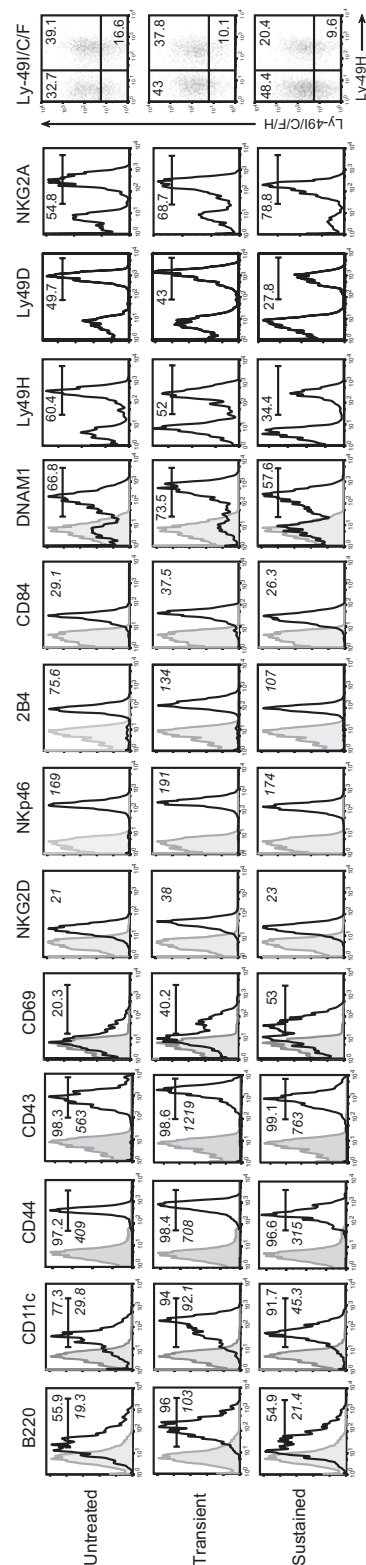 B220 CD11c CD44 CD43 CD69 NKG2D NKp46 2B4 CD84 DNAM1 Ly49H Ly49D NKG2A Ly-49I/C/F
Untreated
55.9 77.3 97.2 98.3 20.3 21 169 75.6 29.1 66.8 60.4 49.7 54.8 32.7 39.1
19.3 29.8 409 563 16.6
Transient
96 94 98.4 98.6 40.2 38 191 134 37.5 73.5 52 43 68.7 43 37.8
103 92.1 708 1219 10.1
Sustained
54.9 91.7 96.6 99.1 53 23 174 107 26.3 57.6 34.4 27.8 78.8 48.4 20.4
21.4 45.3 315 763 9.6
Ly-49I/C/F/H
Ly-49H